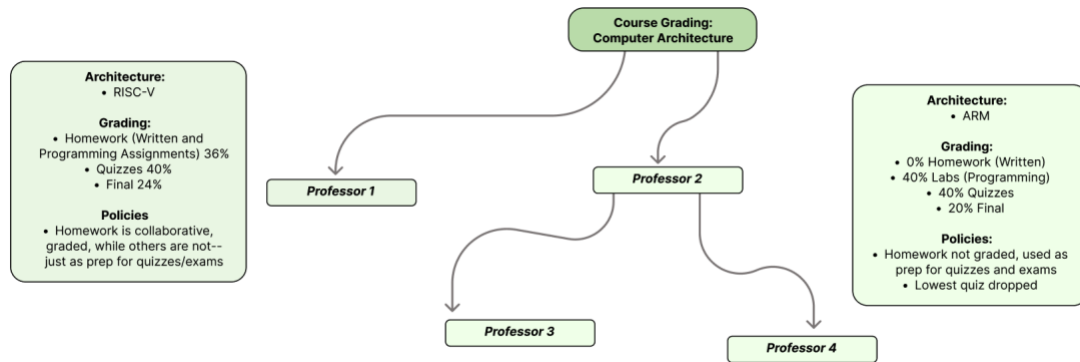 Course Grading:
Computer Architecture
Architecture:
• RISC-V
Grading:
• Homework (Written and
Programming Assignments) 36%
• Quizzes 40%
• Final 24%
Policies
• Homework is collaborative,
graded, while others are not--
just as prep for quizzes/exams
Architecture:
• ARM
Grading:
• 0% Homework (Written)
• 40% Labs (Programming)
• 40% Quizzes
• 20% Final
Policies:
• Homework not graded, used as
prep for quizzes and exams
• Lowest quiz dropped
Professor 1
Professor 2
Professor 3
Professor 4